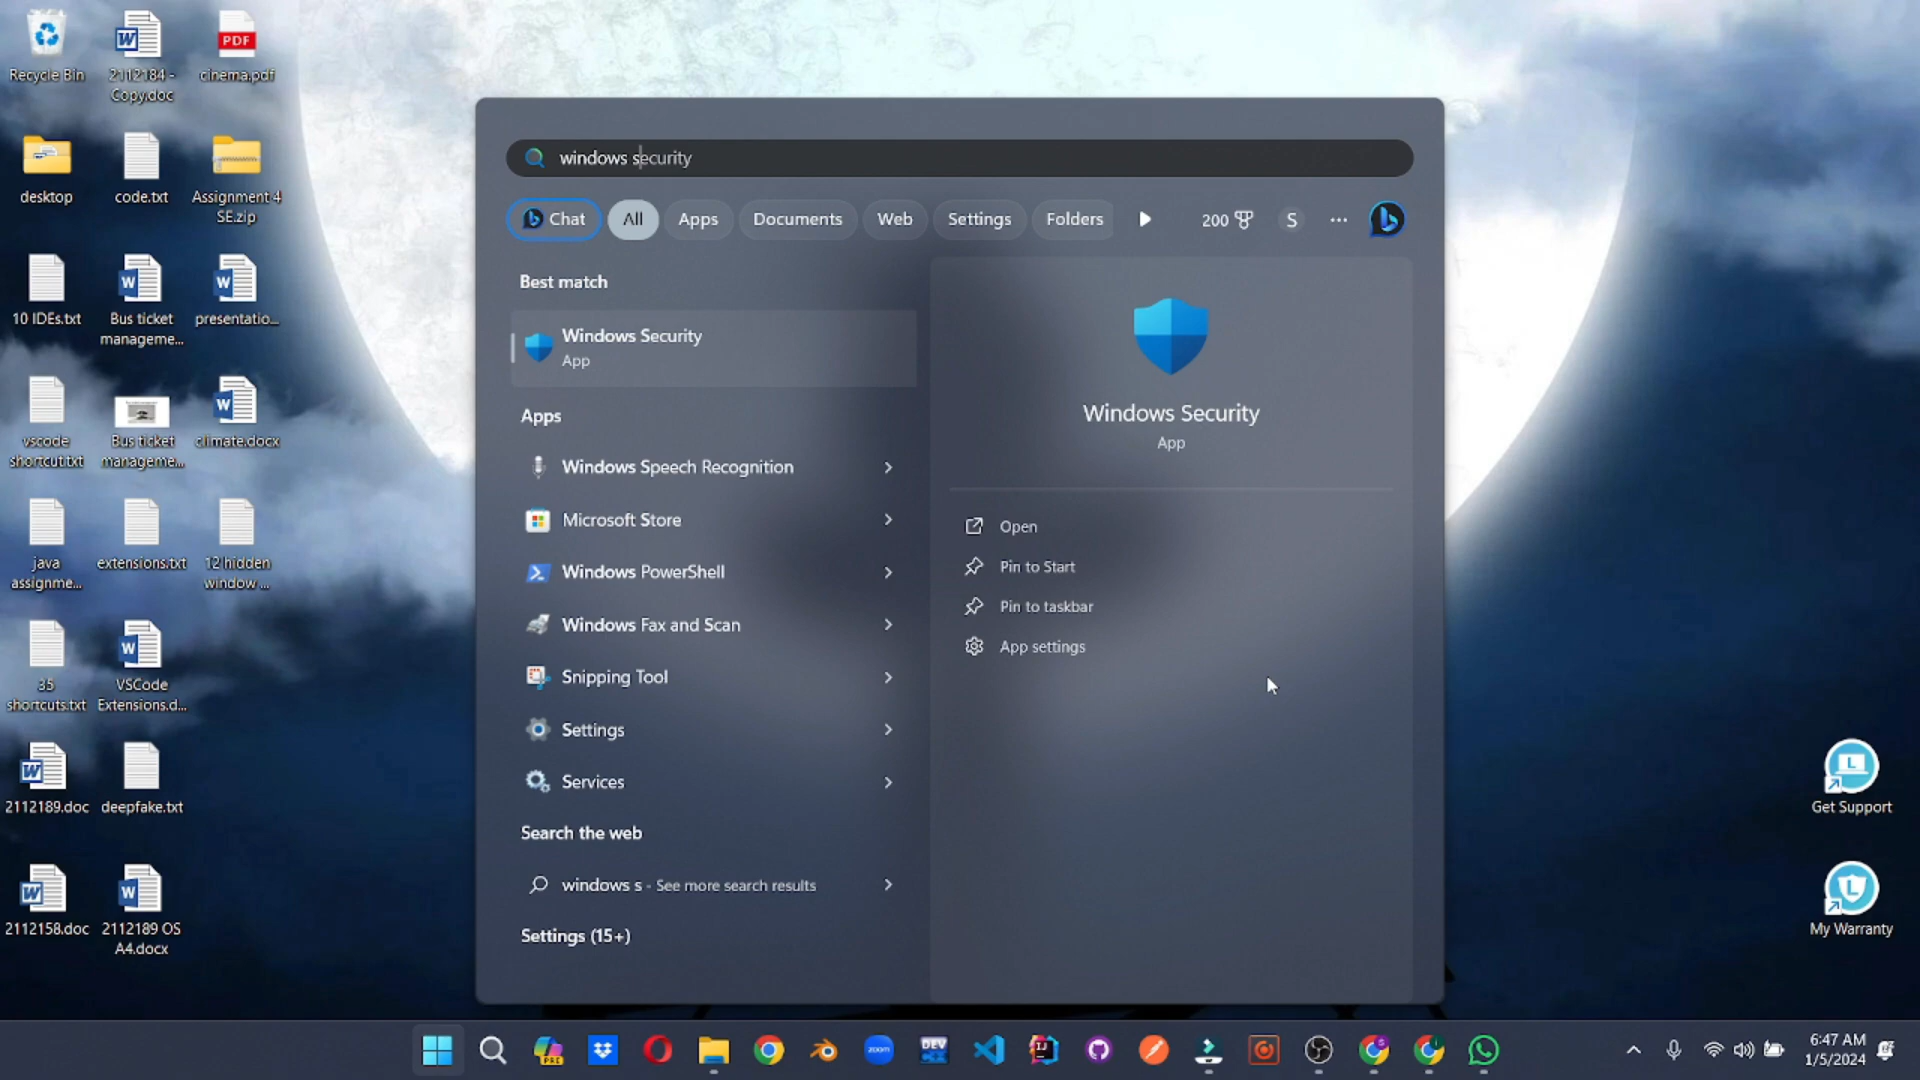 Recycle Bin
2112184 -
Copy.doc
cinema.pdf
desktop
code.txt
Assignment 4
SE.zip
10 IDEs.txt
Bus ticket
manageme...
presentatio...
vscode
shortcut.txt
Bus ticket
manageme...
climate.docx
java
assignme...
extensions.txt
12 hidden
window ...
35
shortcuts.txt
VSCode
Extensions.d...
2112189.doc
deepfake.txt
2112158.doc
2112189 OS
A4.docx
windows security
Chat
All
Apps
Documents
Web
Settings
Folders
200
S
Best match
Windows Security
App
Apps
Windows Speech Recognition
Microsoft Store
Windows PowerShell
Windows Fax and Scan
Snipping Tool
Settings
Services
Search the web
windows s - See more search results
Settings (15+)
Windows Security
App
Open
Pin to Start
Pin to taskbar
App settings
Get Support
My Warranty
PDF
PRE
zoom
DEV
IJ
6:47 AM
1/5/2024